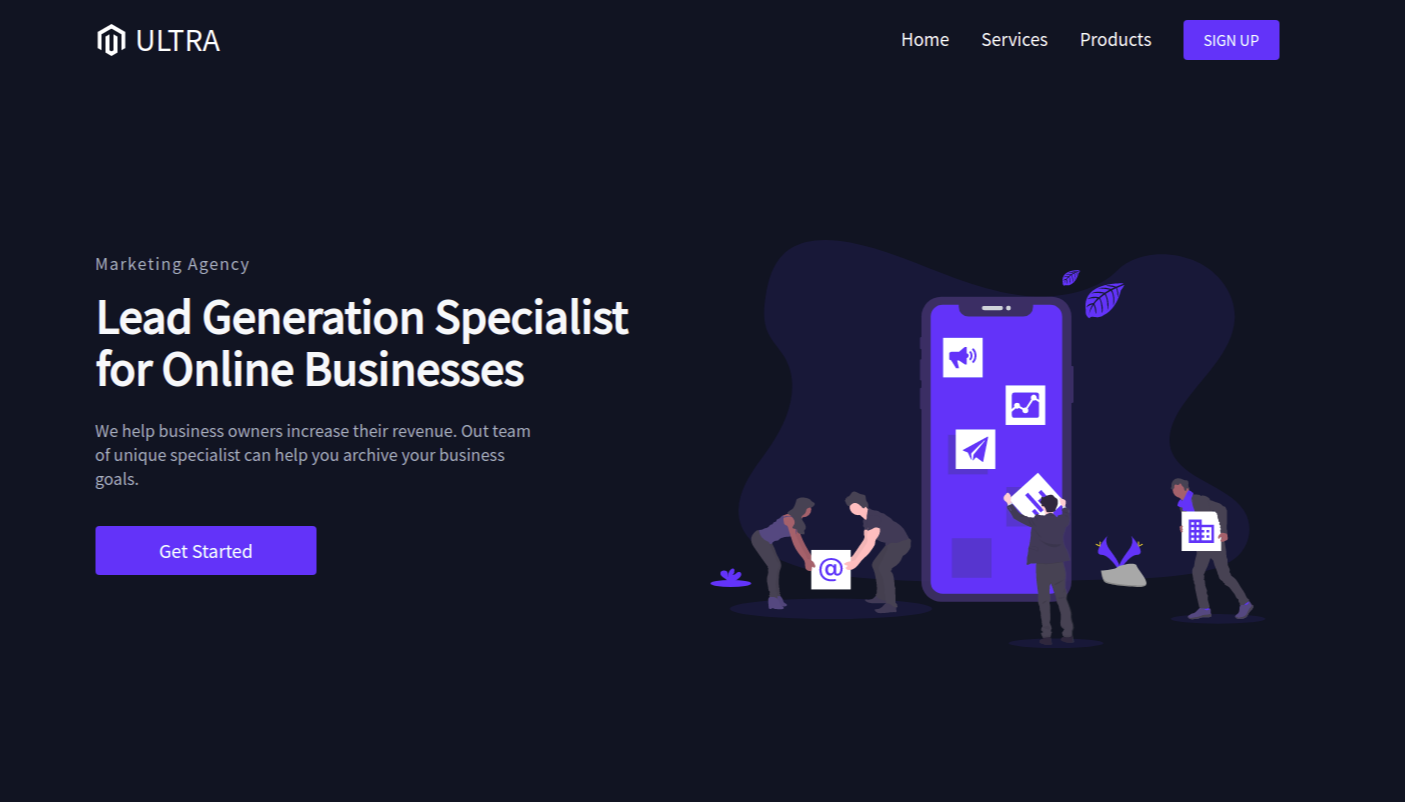 ULTRA
Home Services Products SIGN UP
Marketing Agency
Lead Generation Specialist
for Online Businesses
We help business owners increase their revenue. Out team
of unique specialist can help you archive your business
goals.
Get Started
@